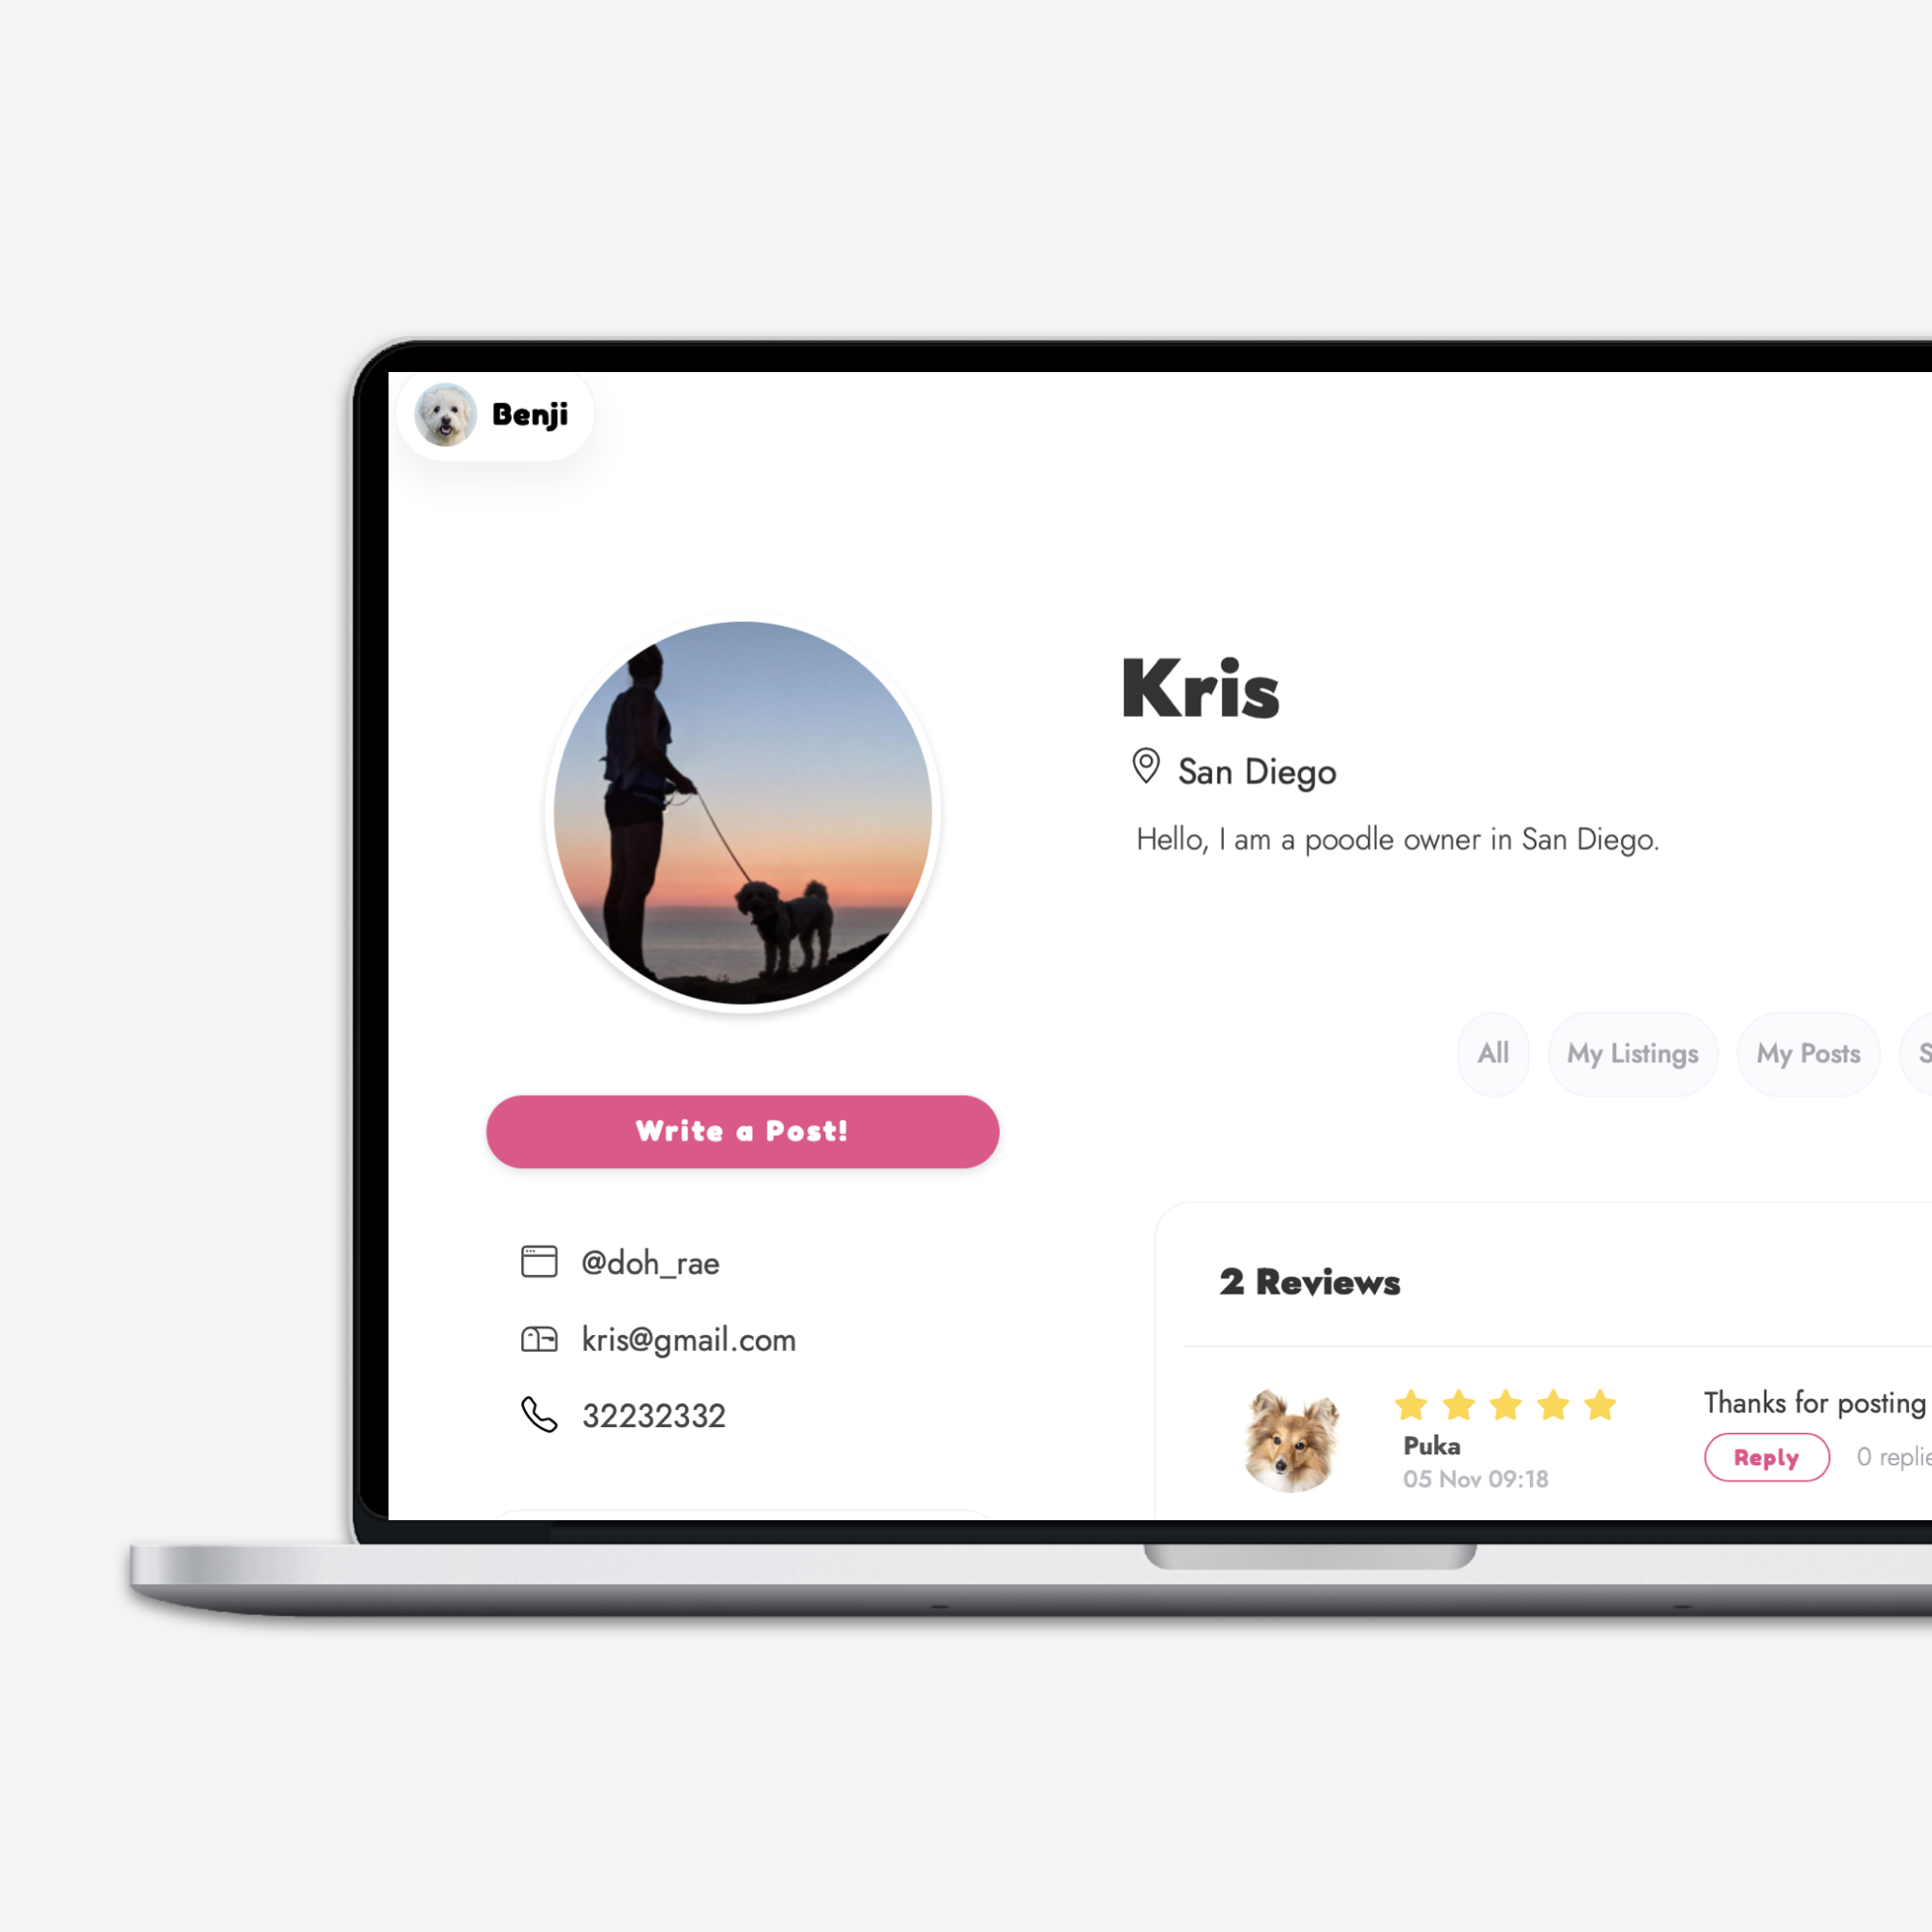 Benji
Kris
San Diego
Hello, I am a poodle owner in San Diego.
All
My Listings
My Posts
Write a Post!
@doh_rae
kris@gmail.com
32232332
2 Reviews
Thanks for posting
Puka
Reply
0
05 Nov 09:18